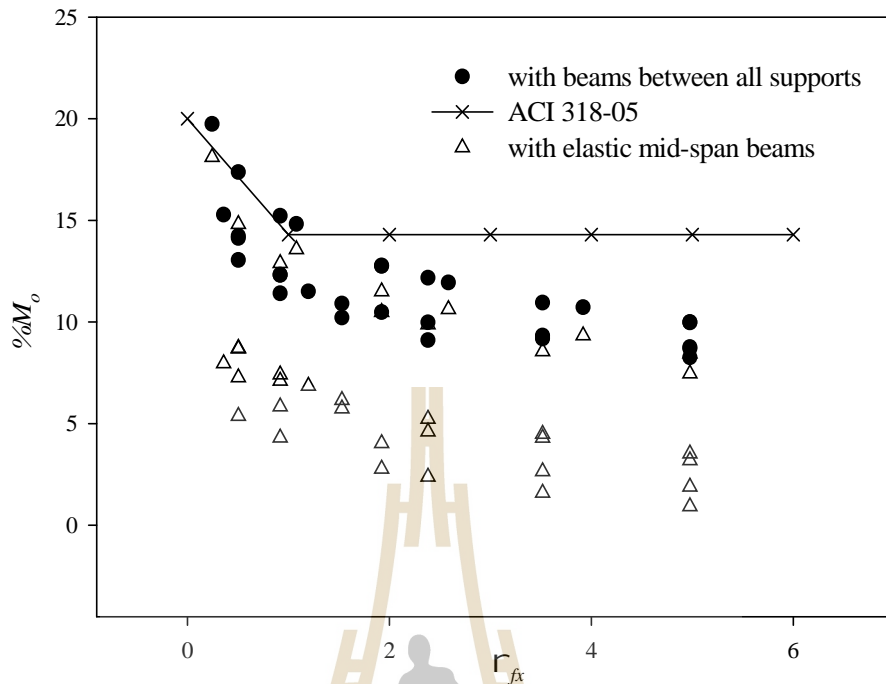 25
20
15
10
5
0
%M_o
with beams between all supports
ACI 318-05
with elastic mid-span beams
0 2 4 6
r_fx